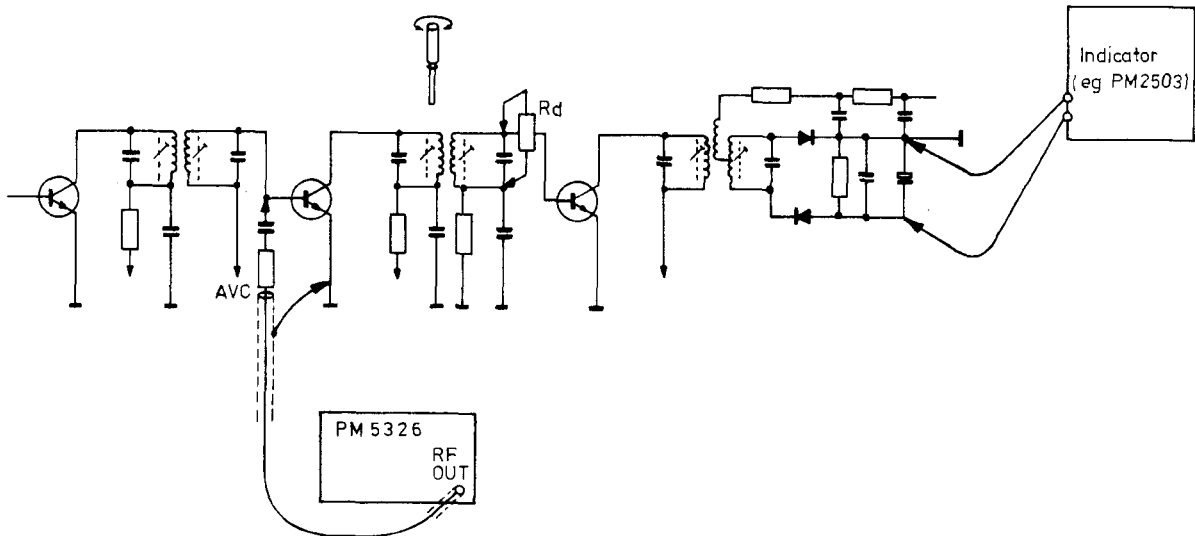 Rd
Indicator
(eg PM2503)
AVC
PM 5326
RF
OUT